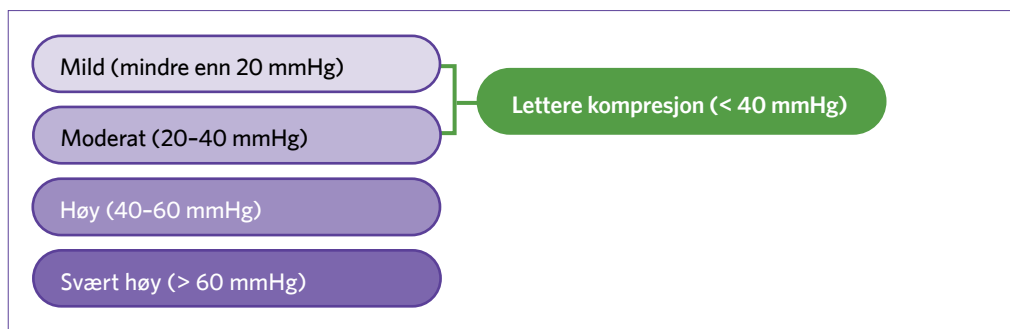 Mild (mindre enn 20 mmHg)
Lettere kompresjon (< 40 mmHg)
Moderat (20–40 mmHg)
Høy (40–60 mmHg)
Svært høy (> 60 mmHg)